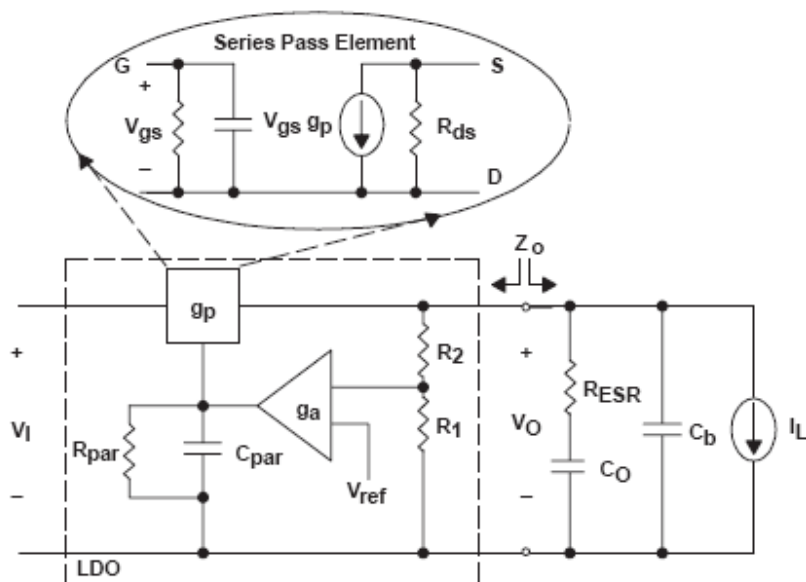 Series Pass Element
G
S
+
Vgs
Vgs gp
Rds
–
D
Zo
gp
+
+
R2
RESR
ga
VI
R1
VO
Cb
IL
Rpar
Cpar
CO
Vref
–
–
LDO